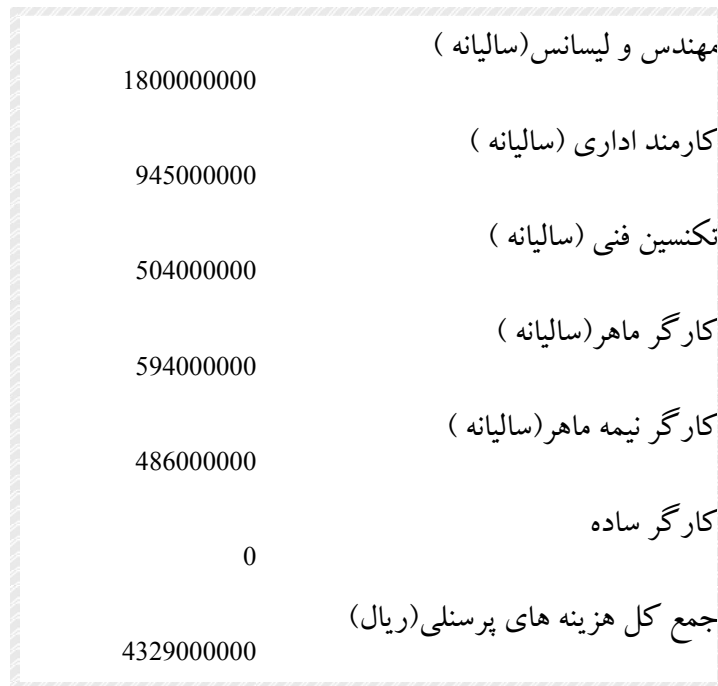 مهندس و لیسانس(سالیانه )
1800000000
کارمند اداری (سالیانه )
945000000
تکنسین فنی (سالیانه )
504000000
کارگر ماهر(سالیانه )
594000000
کارگر نیمه ماهر(سالیانه )
486000000
کارگر ساده
0
جمع کل هزینه های پرسنلی(ریال)
4329000000